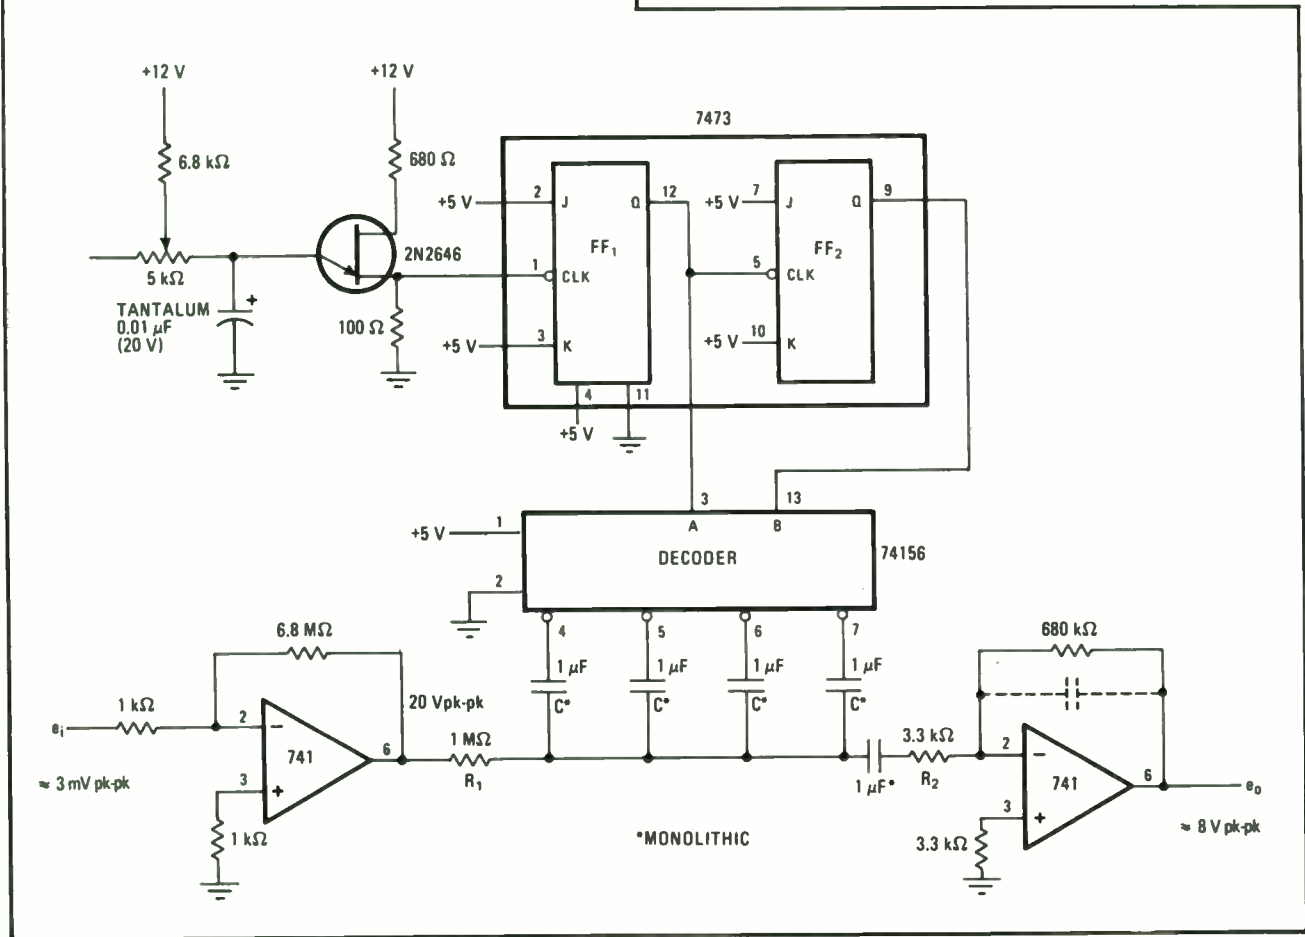 +12 V
+12 V
6.8 kΩ
680 Ω
5 kΩ
TANTALUM
0.01 µF
(20 V)
+
2N2646
100 Ω
7473
+5 V
2
J
Q
12
FF1
1
CLK
+5 V
3
K
4
11
+5 V
+5 V
7
J
Q
9
FF2
5
CLK
+5 V
10
K
3
13
A
B
+5 V
1
DECODER
74156
2
4
5
6
7
1 µF
C*
1 µF
C*
1 µF
C*
1 µF
C*
6.8 MΩ
ei
1 kΩ
2
−
741
6
3
+
≈ 3 mV pk-pk
1 kΩ
20 Vpk-pk
1 MΩ
R1
1 µF*
3.3 kΩ
R2
680 kΩ
2
−
741
6
3
+
3.3 kΩ
eo
≈ 8 V pk-pk
*MONOLITHIC